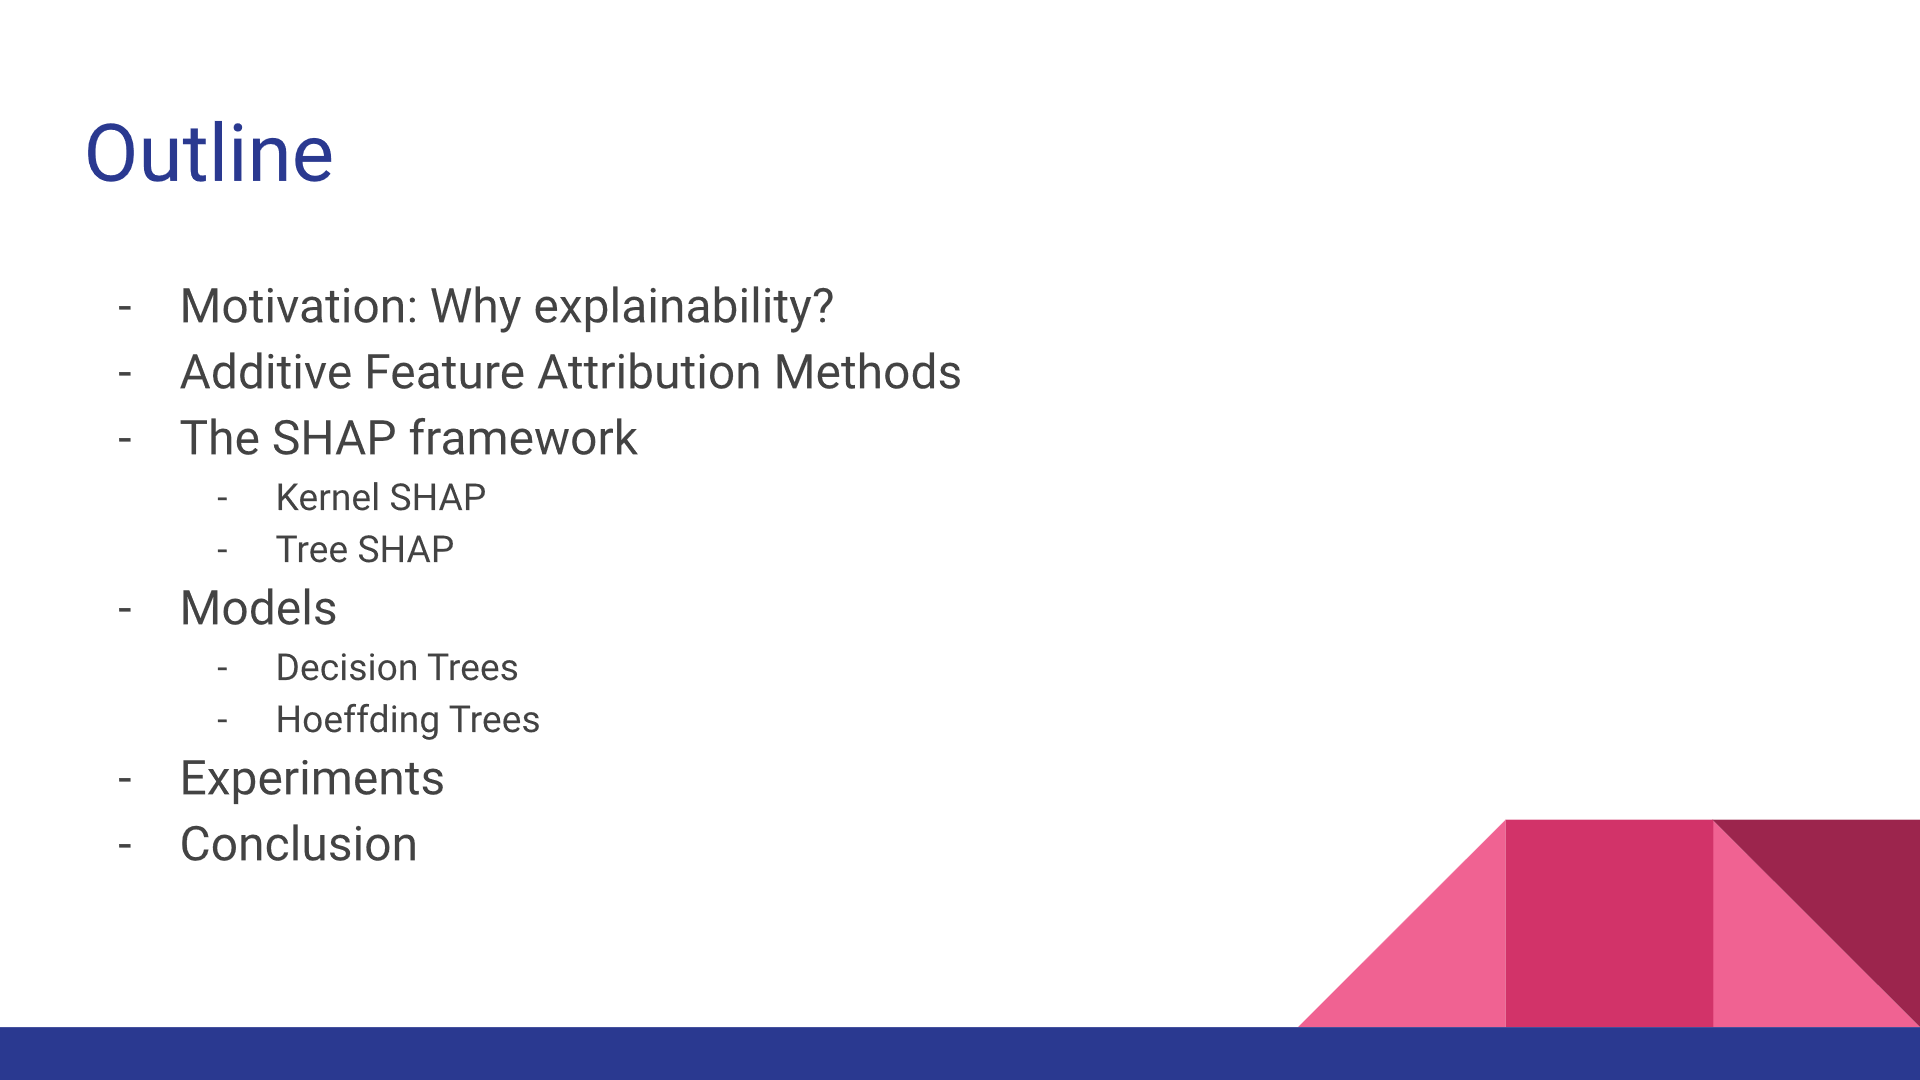 Outline
- Motivation: Why explainability?
- Additive Feature Attribution Methods
- The SHAP framework
- Kernel SHAP
- Tree SHAP
- Models
- Decision Trees
- Hoeffding Trees
- Experiments
- Conclusion